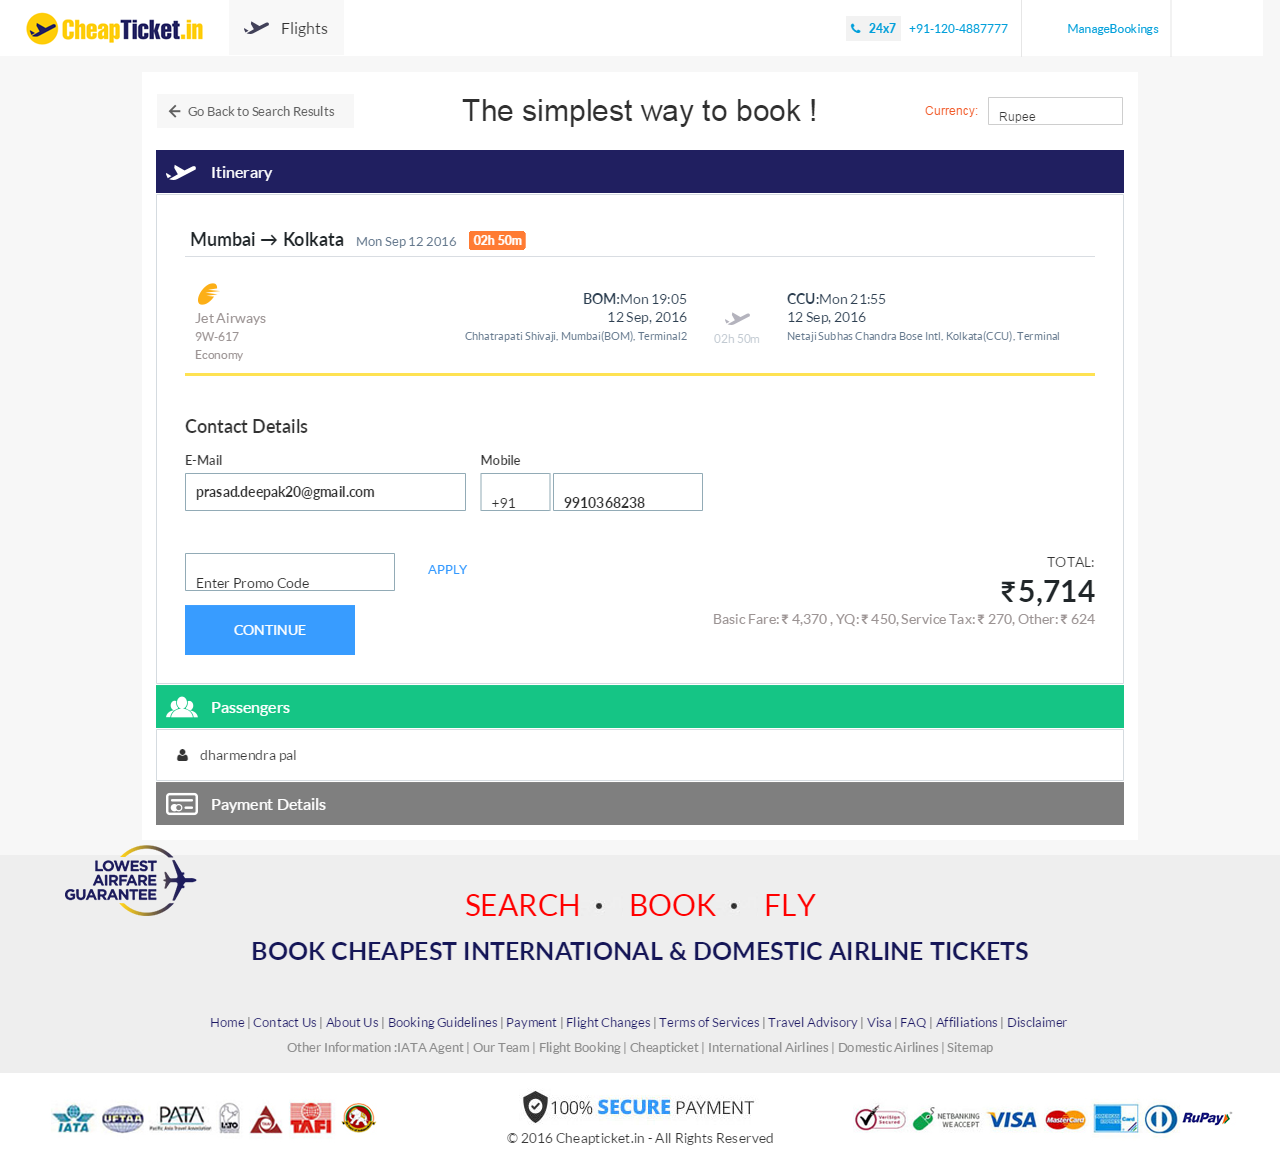 CheapTicket.in
Flights
24x7 +91-120-4887777
ManageBookings
Go Back to Search Results
The simplest way to book !
Currency: Rupee
Itinerary
Mumbai → Kolkata Mon Sep 12 2016 02h 50m
Jet Airways
9W-617
Economy
BOM:Mon 19:05
12 Sep, 2016
Chhatrapati Shivaji, Mumbai(BOM), Terminal2
02h 50m
CCU:Mon 21:55
12 Sep, 2016
Netaji Subhas Chandra Bose Intl, Kolkata(CCU), Terminal
Contact Details
E-Mail
prasad.deepak20@gmail.com
Mobile
+91 9910368238
Enter Promo Code
APPLY
CONTINUE
TOTAL:
₹5,714
Basic Fare: ₹ 4,370 , YQ: ₹ 450, Service Tax: ₹ 270, Other: ₹ 624
Passengers
dharmendra pal
Payment Details
LOWEST
AIRFARE
GUARANTEE
SEARCH • BOOK • FLY
BOOK CHEAPEST INTERNATIONAL & DOMESTIC AIRLINE TICKETS
Home | Contact Us | About Us | Booking Guidelines | Payment | Flight Changes | Terms of Services | Travel Advisory | Visa | FAQ | Affiliations | Disclaimer
Other Information :IATA Agent | Our Team | Flight Booking | Cheapticket | International Airlines | Domestic Airlines | Sitemap
IATA
UFTAA
PATA
Pacific Asia Travel Association
TAFI
100% SECURE PAYMENT
© 2016 Cheapticket.in - All Rights Reserved
VeriSign
Secured
NETBANKING
WE ACCEPT
VISA
MasterCard
AMERICAN
EXPRESS
Card
RuPay